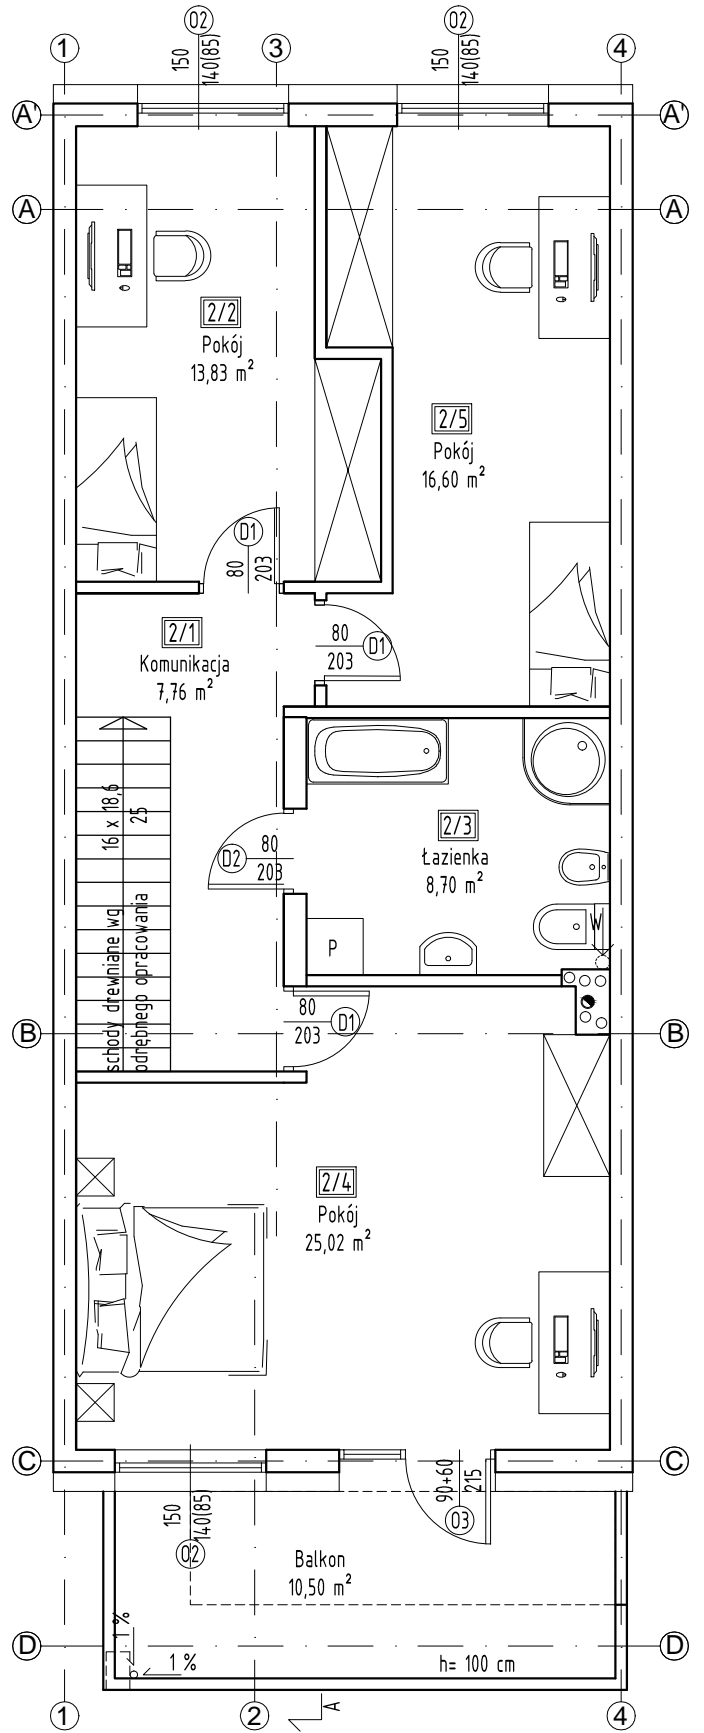 O2
O2
1
3
4
150
140(85)
150
140(85)
A'
A'
A
A
2/2
Pokój
13,83 m²
2/5
Pokój
16,60 m²
D1
80
203
2/1
Komunikacja
7,76 m²
80
203
D1
16 x 18,6
25
schody drewniane wg
odrębnego opracowania
2/3
Łazienka
8,70 m²
D2
80
203
P
W
80
203
D1
B
B
2/4
Pokój
25,02 m²
C
C
150
140(85)
O2
90+60
215
O3
Balkon
10,50 m²
D
D
1%
1 %
h= 100 cm
1
2
A
4